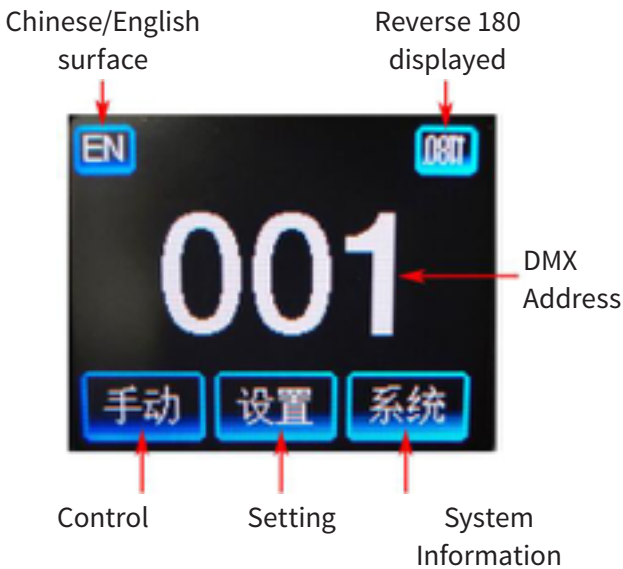 Chinese/English
surface
Reverse 180
displayed
EN
001
DMX
Address
手动
设置
系统
Control
Setting
System
Information